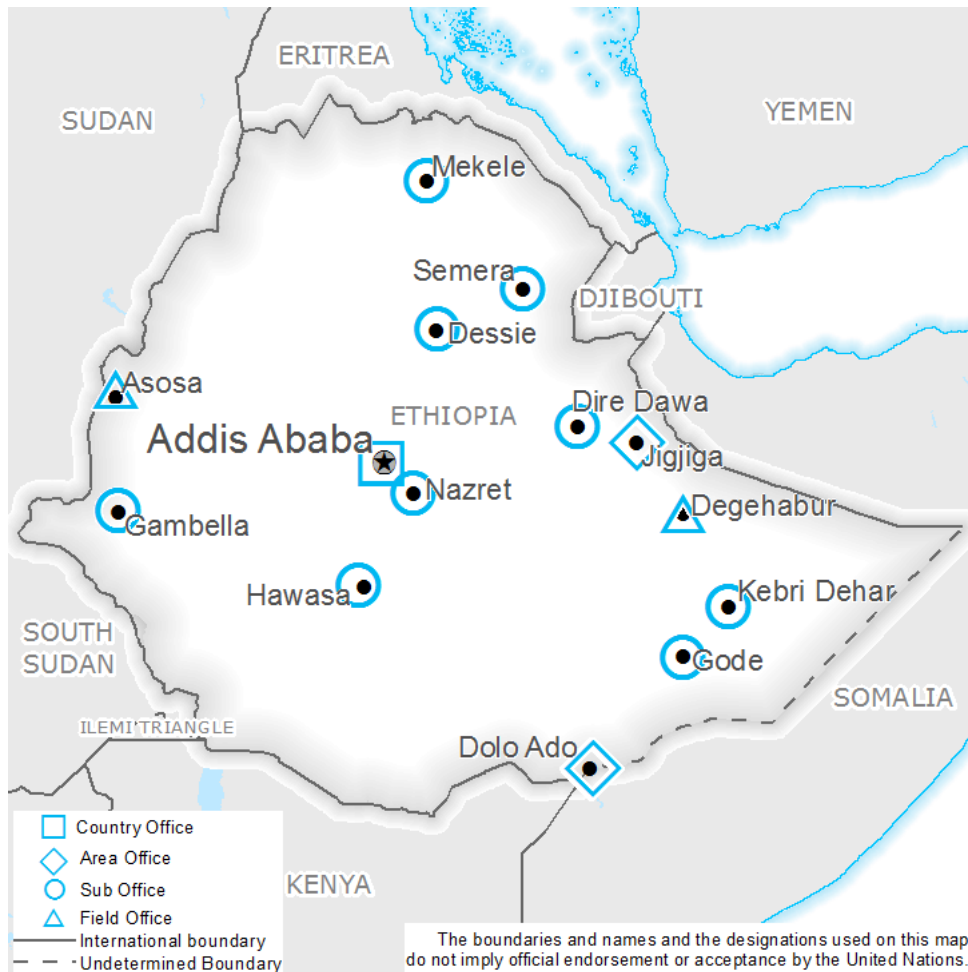 ERITREA
SUDAN
YEMEN
Mekele
Semera
DJIBOUTI
Dessie
Asosa
Dire Dawa
ETHIOPIA
Addis Ababa
Jigjiga
Nazret
Degehabur
Gambella
Kebri Dehar
Hawasa
SOUTH
SUDAN
Gode
SOMALIA
ILEMI TRIANGLE
Dolo Ado
Country Office
Area Office
Sub Office
Field Office
International boundary
Undetermined Boundary
KENYA
The boundaries and names and the designations used on this map
do not imply official endorsement or acceptance by the United Nations.